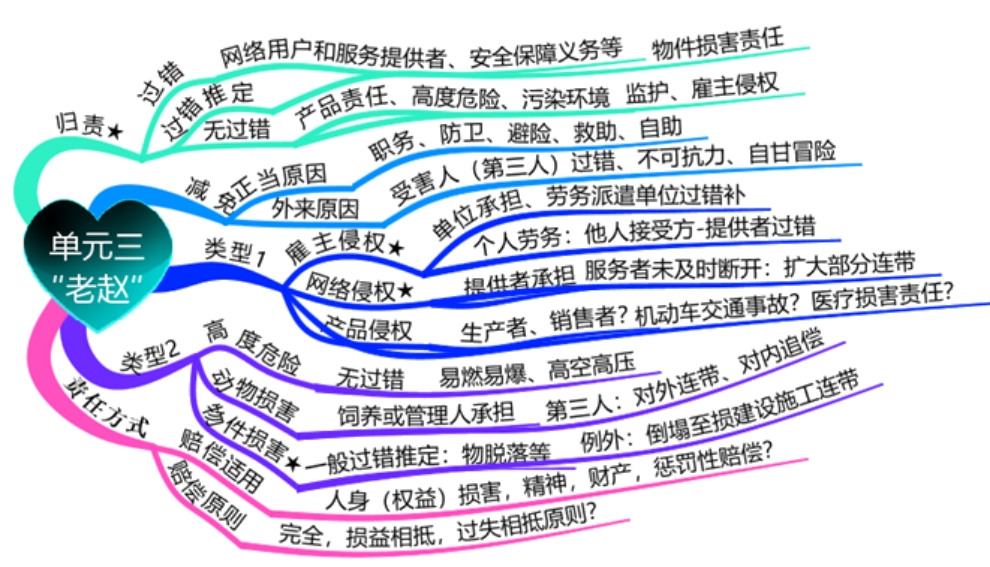 单元三
“老赵”
归责★
过错
网络用户和服务提供者、安全保障义务等
过错推定
物件损害责任
无过错
产品责任、高度危险、污染环境 监护、雇主侵权
减免
正当原因
职务、防卫、避险、救助、自助
外来原因
受害人（第三人）过错、不可抗力、自甘冒险
类型1
雇主侵权★
单位承担、劳务派遣单位过错补
个人劳务：他人接受方-提供者过错
网络侵权★
提供者承担 服务者未及时断开：扩大部分连带
产品侵权
生产者、销售者？机动车交通事故？医疗损害责任？
类型2
高度危险
无过错 易燃易爆、高空高压
动物损害
饲养或管理人承担 第三人：对外连带、对内追偿
物件损害★
一般过错推定：物脱落等 例外：倒塌至损建设施工连带
责任方式
赔偿适用
人身（权益）损害，精神，财产，惩罚性赔偿？
赔偿原则
完全，损益相抵，过失相抵原则？